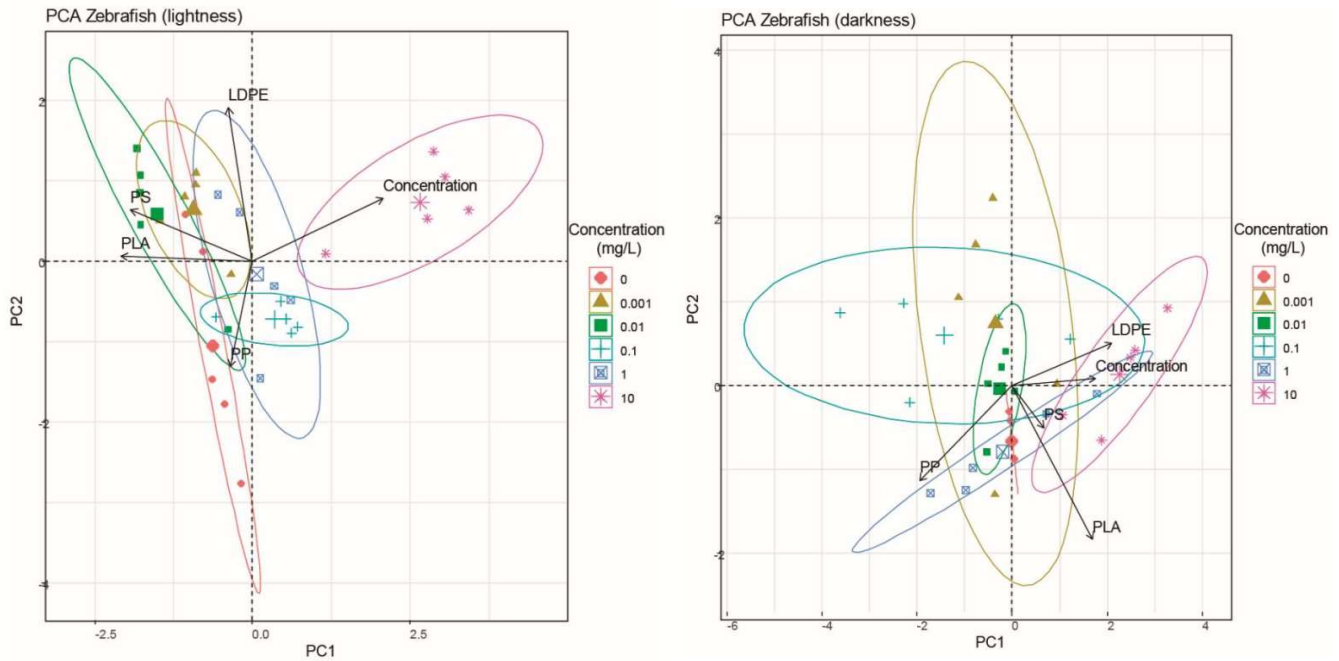 PCA Zebrafish (lightness)
LDPE
Concentration
PS
PLA
PP
2
0
-2
-4
PC2
-2.5
0.0
2.5
PC1
Concentration
(mg/L)
0
0.001
0.01
0.1
1
10
PCA Zebrafish (darkness)
LDPE
Concentration
PS
PP
PLA
4
2
0
-2
PC2
-6
-4
-2
0
2
4
PC1
Concentration
(mg/L)
0
0.001
0.01
0.1
1
10